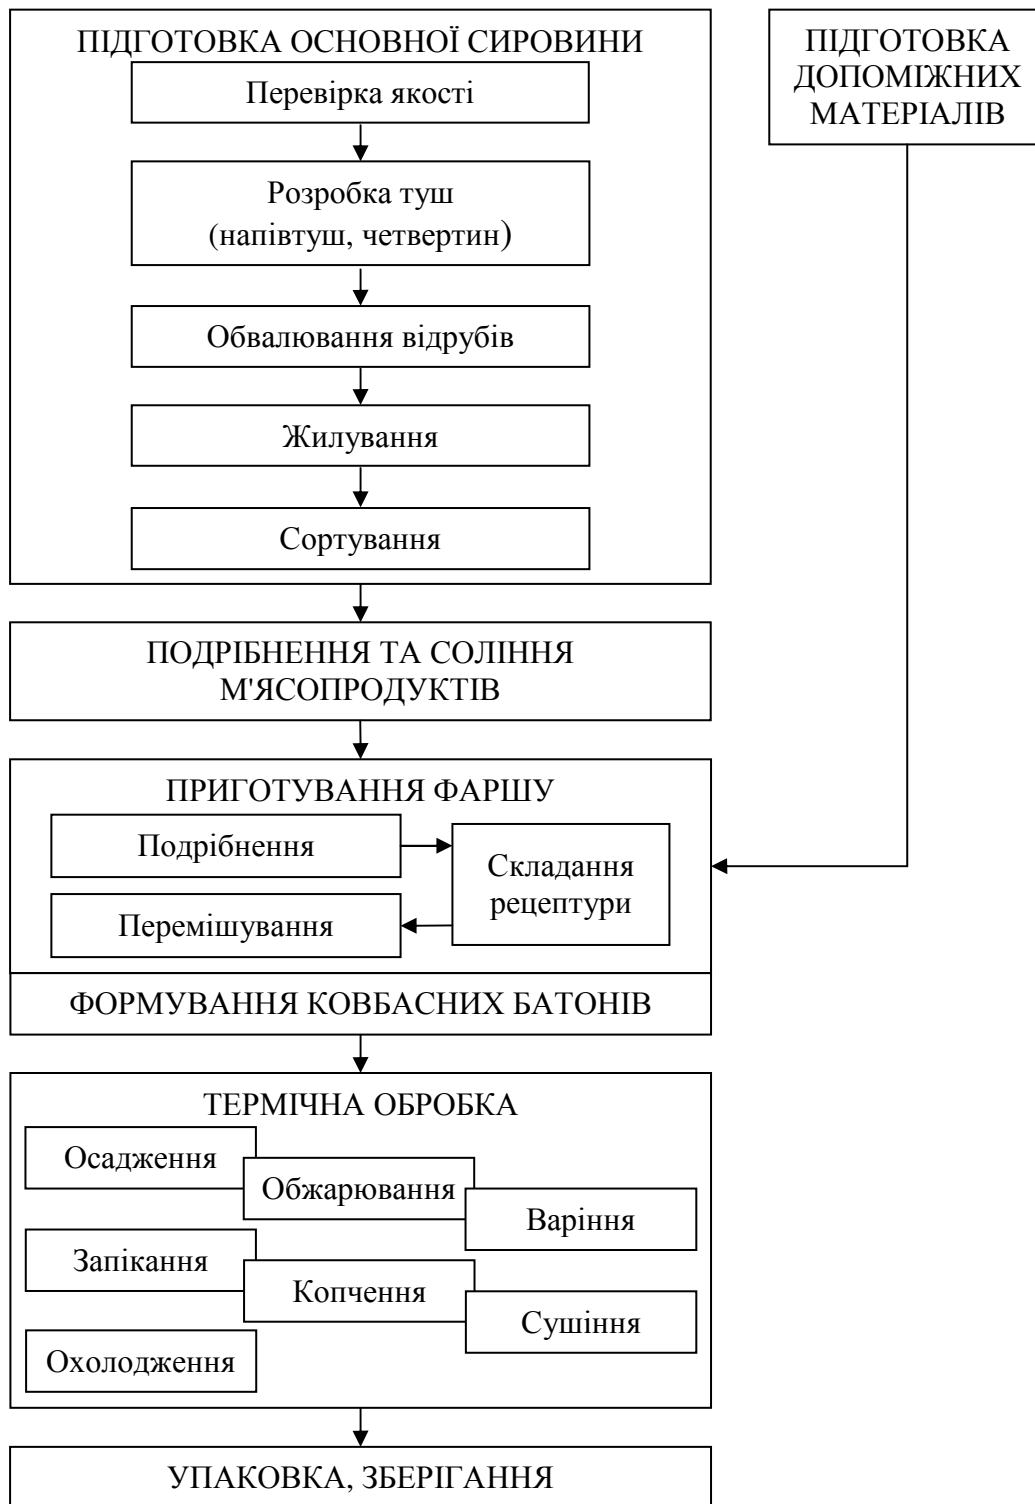 ПІДГОТОВКА ОСНОВНОЇ СИРОВИНИ
Перевірка якості
Розробка туш
(напівтуш, четвертин)
Обвалювання відрубів
Жилування
Сортування
ПІДГОТОВКА
ДОПОМІЖНИХ
МАТЕРІАЛІВ
ПОДРІБНЕННЯ ТА СОЛІННЯ
М'ЯСОПРОДУКТІВ
ПРИГОТУВАННЯ ФАРШУ
Подрібнення
Складання
рецептури
Перемішування
ФОРМУВАННЯ КОВБАСНИХ БАТОНІВ
ТЕРМІЧНА ОБРОБКА
Осадження
Обжарювання
Варіння
Запікання
Копчення
Сушіння
Охолодження
УПАКОВКА, ЗБЕРІГАННЯ